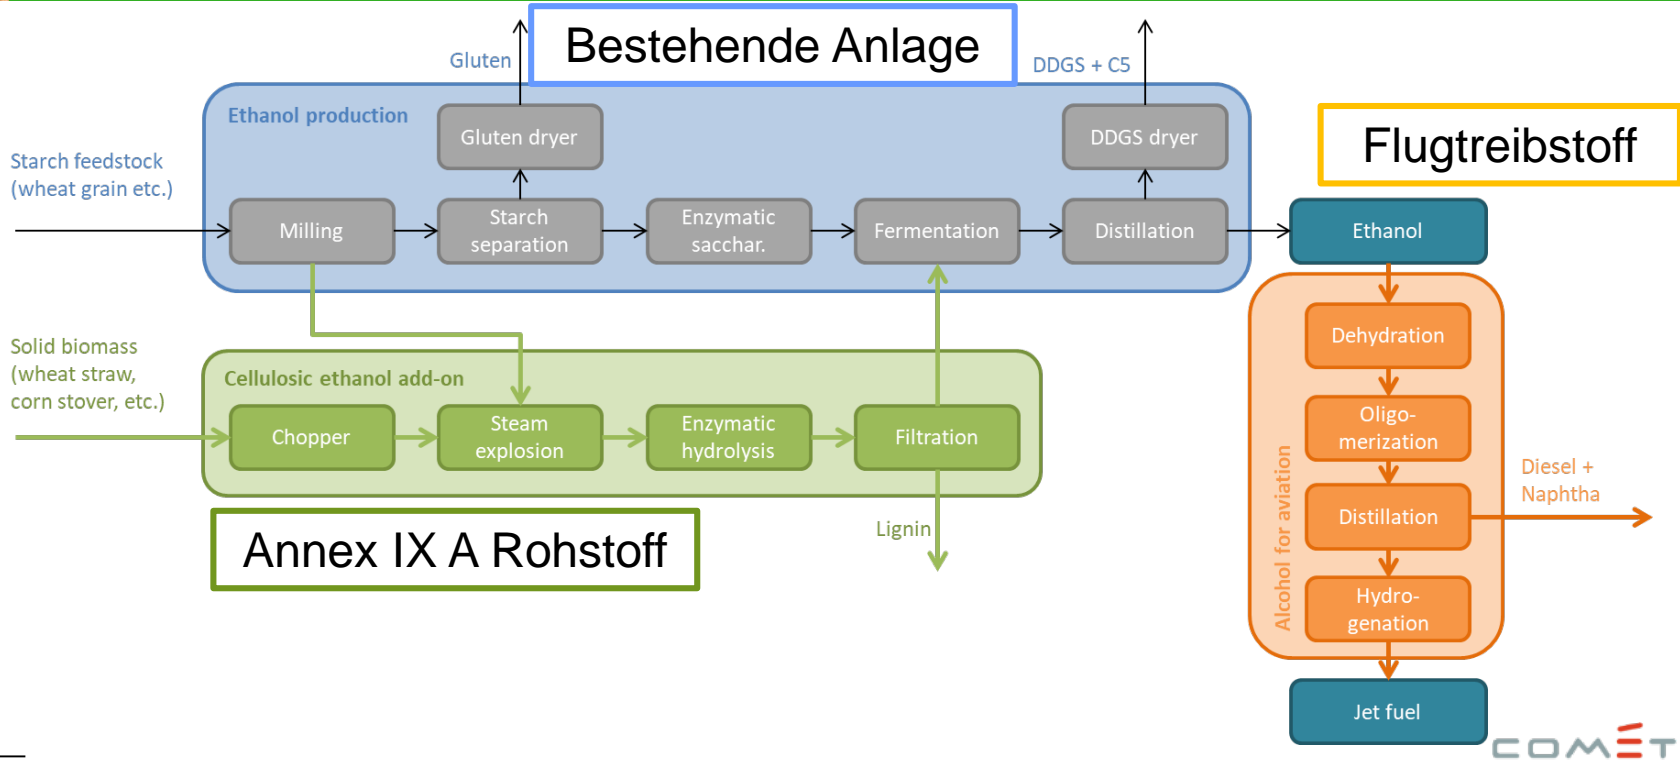 Bestehende Anlage
Gluten
DDGS + C5
Ethanol production
Gluten dryer
DDGS dryer
Flugtreibstoff
Starch feedstock
(wheat grain etc.)
Milling
Starch
separation
Enzymatic
sacchar.
Fermentation
Distillation
Ethanol
Solid biomass
(wheat straw,
corn stover, etc.)
Cellulosic ethanol add-on
Chopper
Steam
explosion
Enzymatic
hydrolysis
Filtration
Lignin
Annex IX A Rohstoff
Alcohol for aviation
Dehydration
Oligo-
merization
Distillation
Diesel +
Naphtha
Hydro-
genation
Jet fuel
COMÉT